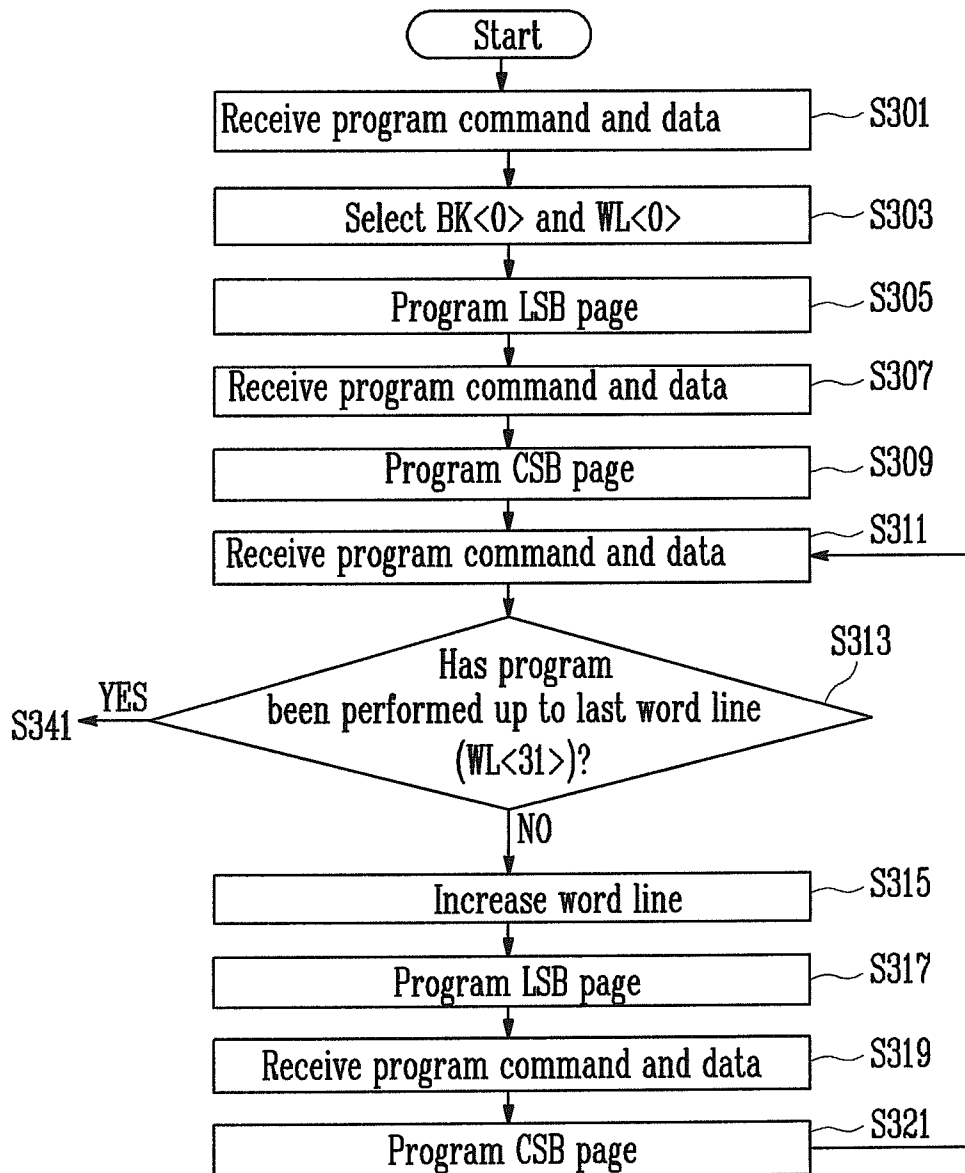 Start
Receive program command and data
S301
Select BK<0> and WL<0>
S303
Program LSB page
S305
Receive program command and data
S307
Program CSB page
S309
Receive program command and data
S311
Has program
been performed up to last word line
(WL<31>)?
S313
YES
S341
NO
Increase word line
S315
Program LSB page
S317
Receive program command and data
S319
Program CSB page
S321